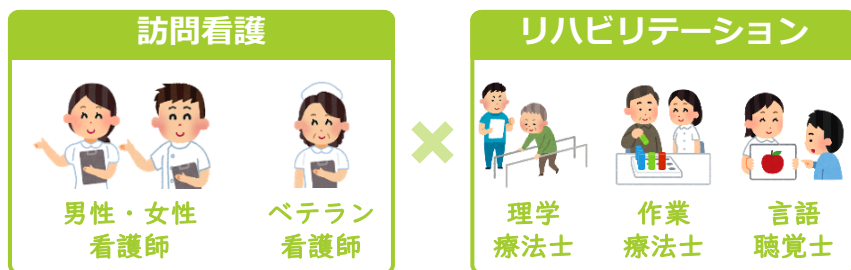 訪問看護
男性・女性
看護師
ベテラン
看護師
×
リハビリテーション
理学
療法士
作業
療法士
言語
聴覚士